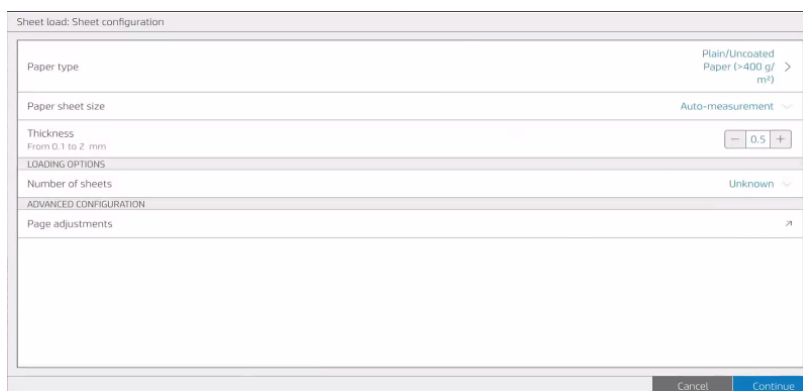 Sheet load: Sheet configuration
Paper type
Plain/Uncoated
Paper (>400 g/
m²)
Paper sheet size
Auto-measurement
Thickness
From 0.1 to 2 mm
− 0.5 +
LOADING OPTIONS
Number of sheets
Unknown
ADVANCED CONFIGURATION
Page adjustments
Cancel
Continue